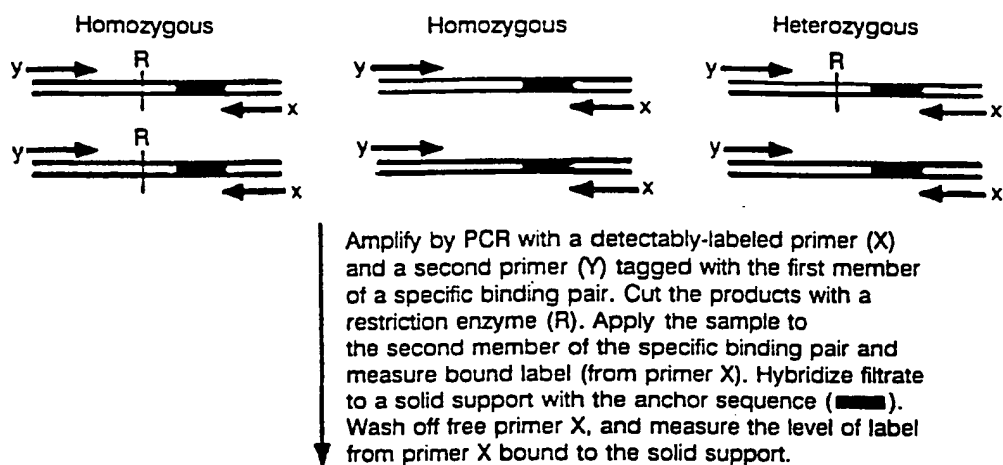 Homozygous Homozygous Heterozygous
R R
y y y
x x x
R
y y y
x x x
Amplify by PCR with a detectably-labeled primer (X)
and a second primer (Y) tagged with the first member
of a specific binding pair. Cut the products with a
restriction enzyme (R). Apply the sample to
the second member of the specific binding pair and
measure bound label (from primer X). Hybridize filtrate
to a solid support with the anchor sequence ( ).
Wash off free primer X, and measure the level of label
from primer X bound to the solid support.